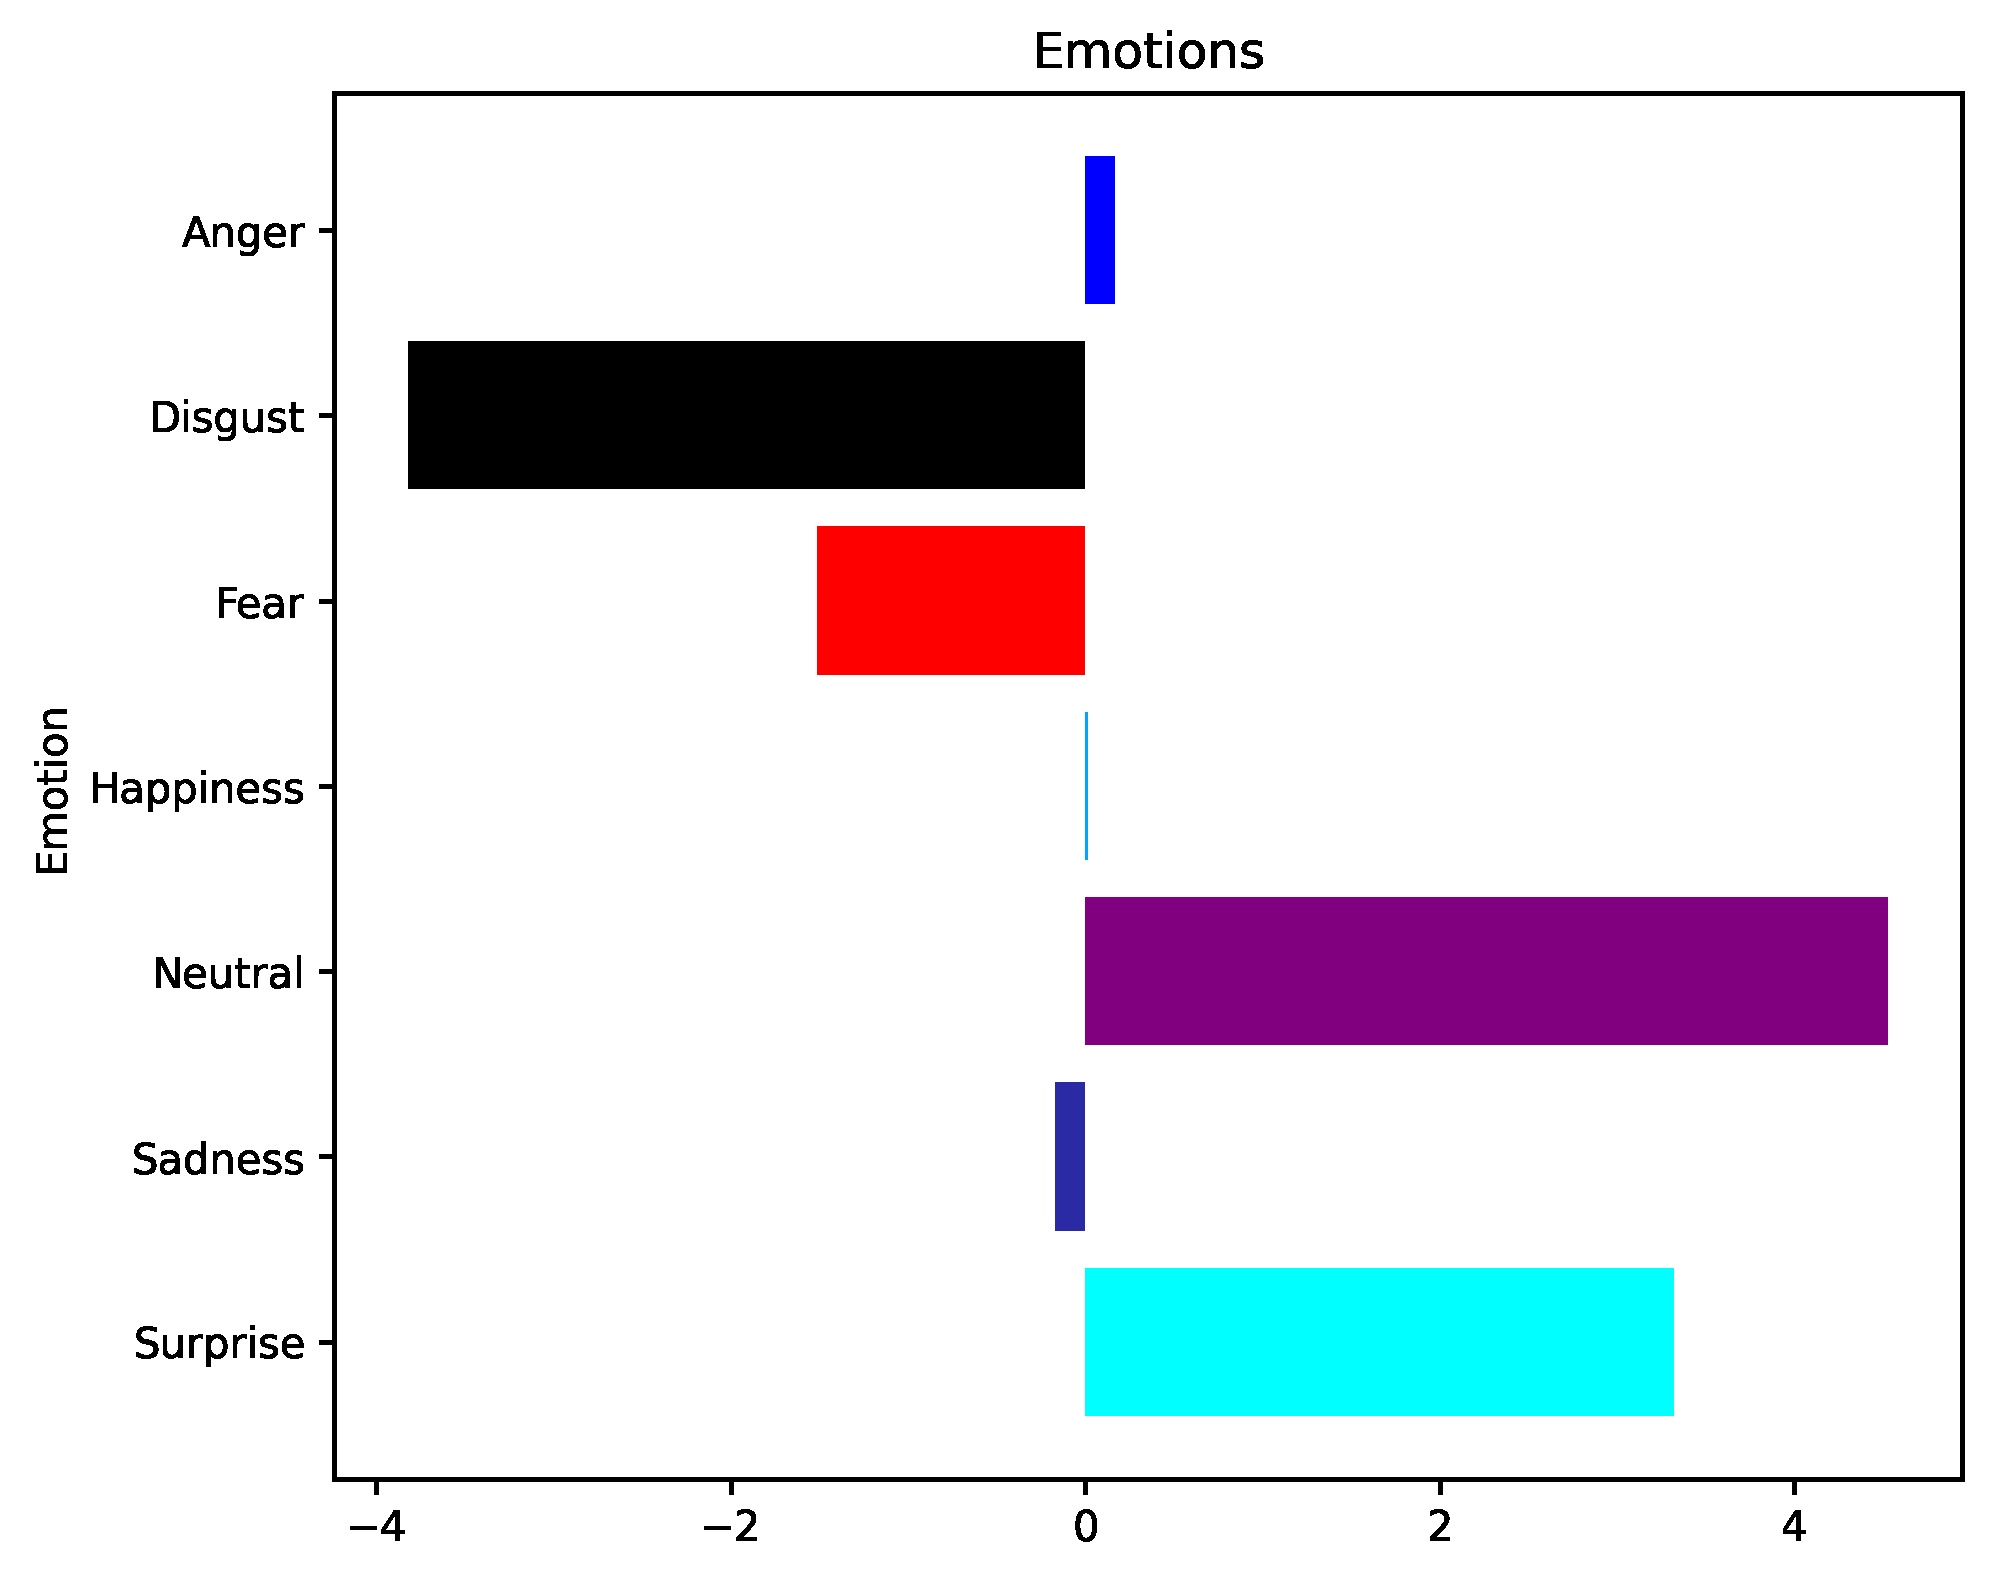 Emotions
Anger
Disgust
Fear
Happiness
Neutral
Sadness
Surprise
Emotion
−4 −2 0 2 4